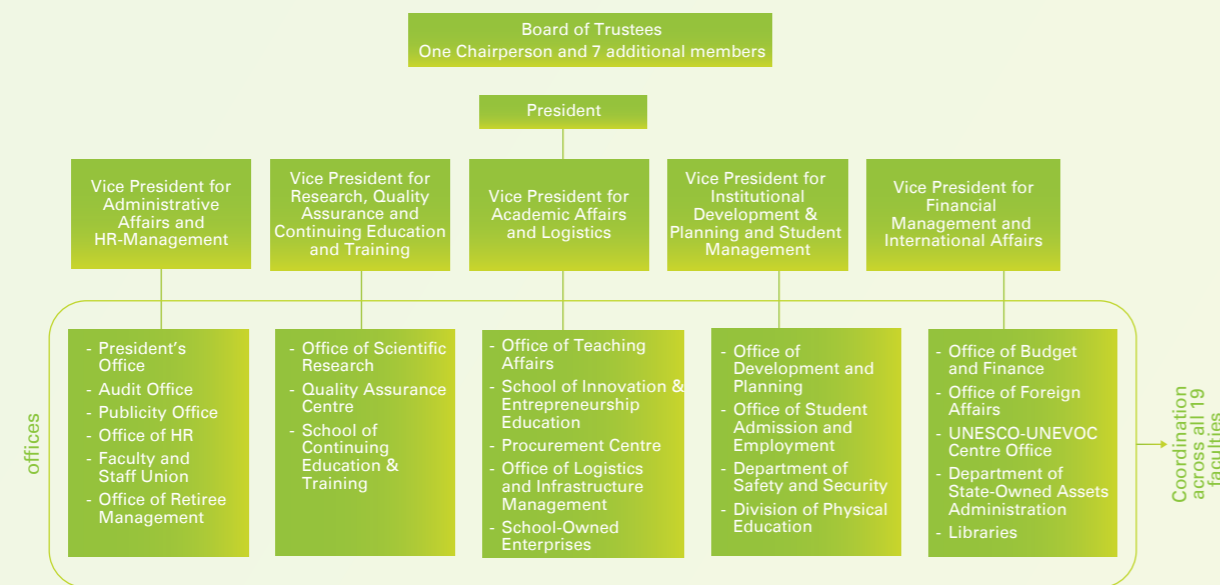 Board of Trustees
One Chairperson and 7 additional members
President
Vice President for
Administrative
Affairs and
HR-Management
Vice President for
Research, Quality
Assurance and
Continuing Education
and Training
Vice President for
Academic Affairs
and Logistics
Vice President for
Institutional
Development &
Planning and Student
Management
Vice President for
Financial
Management and
International Affairs
offices
- President's
Office
- Audit Office
- Publicity Office
- Office of HR
- Faculty and
Staff Union
- Office of Retiree
Management
- Office of Scientific
Research
- Quality Assurance
Centre
- School of
Continuing
Education &
Training
- Office of Teaching
Affairs
- School of Innovation &
Entrepreneurship
Education
- Procurement Centre
- Office of Logistics
and Infrastructure
Management
- School-Owned
Enterprises
- Office of
Development and
Planning
- Office of Student
Admission and
Employment
- Department of
Safety and Security
- Division of Physical
Education
- Office of Budget
and Finance
- Office of Foreign
Affairs
- UNESCO-UNEVOC
Centre Office
- Department of
State-Owned Assets
Administration
- Libraries
Coordination
across all 19
faculties